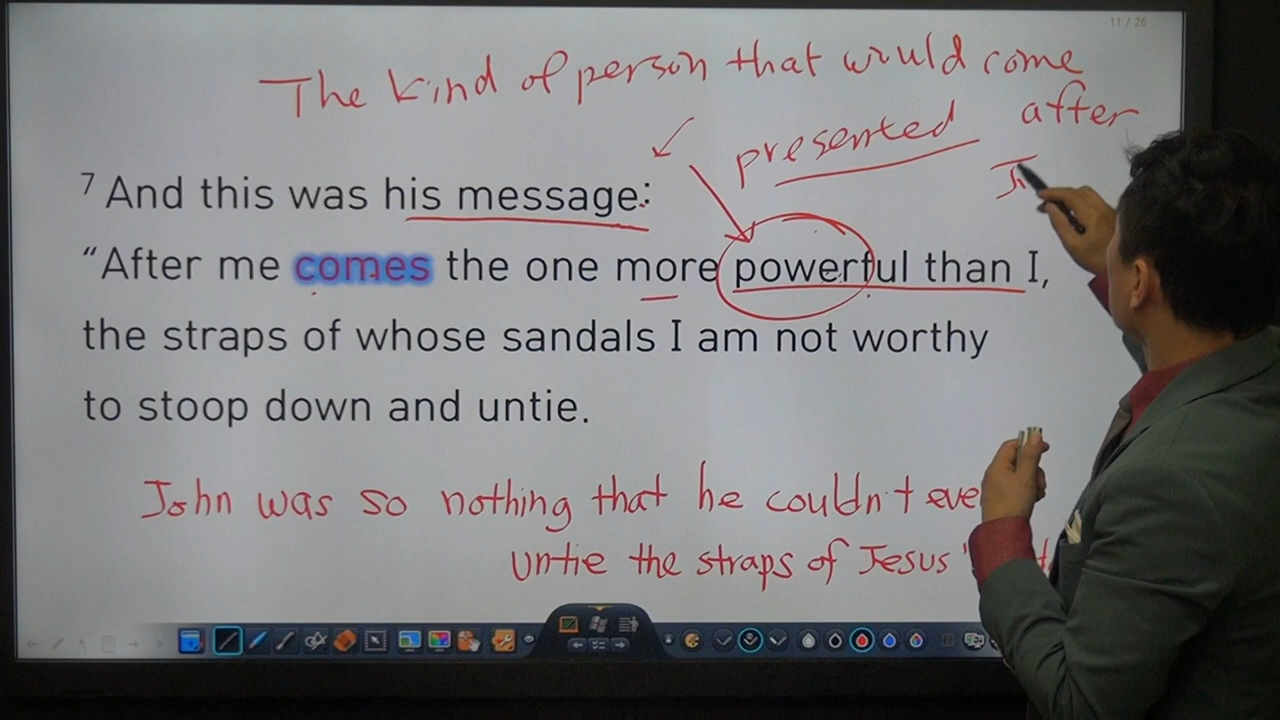 11 / 26
The kind of person that would come
after
presented
J
7 And this was his message:
“After me comes the one more powerful than I,
the straps of whose sandals I am not worthy
to stoop down and untie.
John was so nothing that he couldn't eve
untie the straps of Jesus'